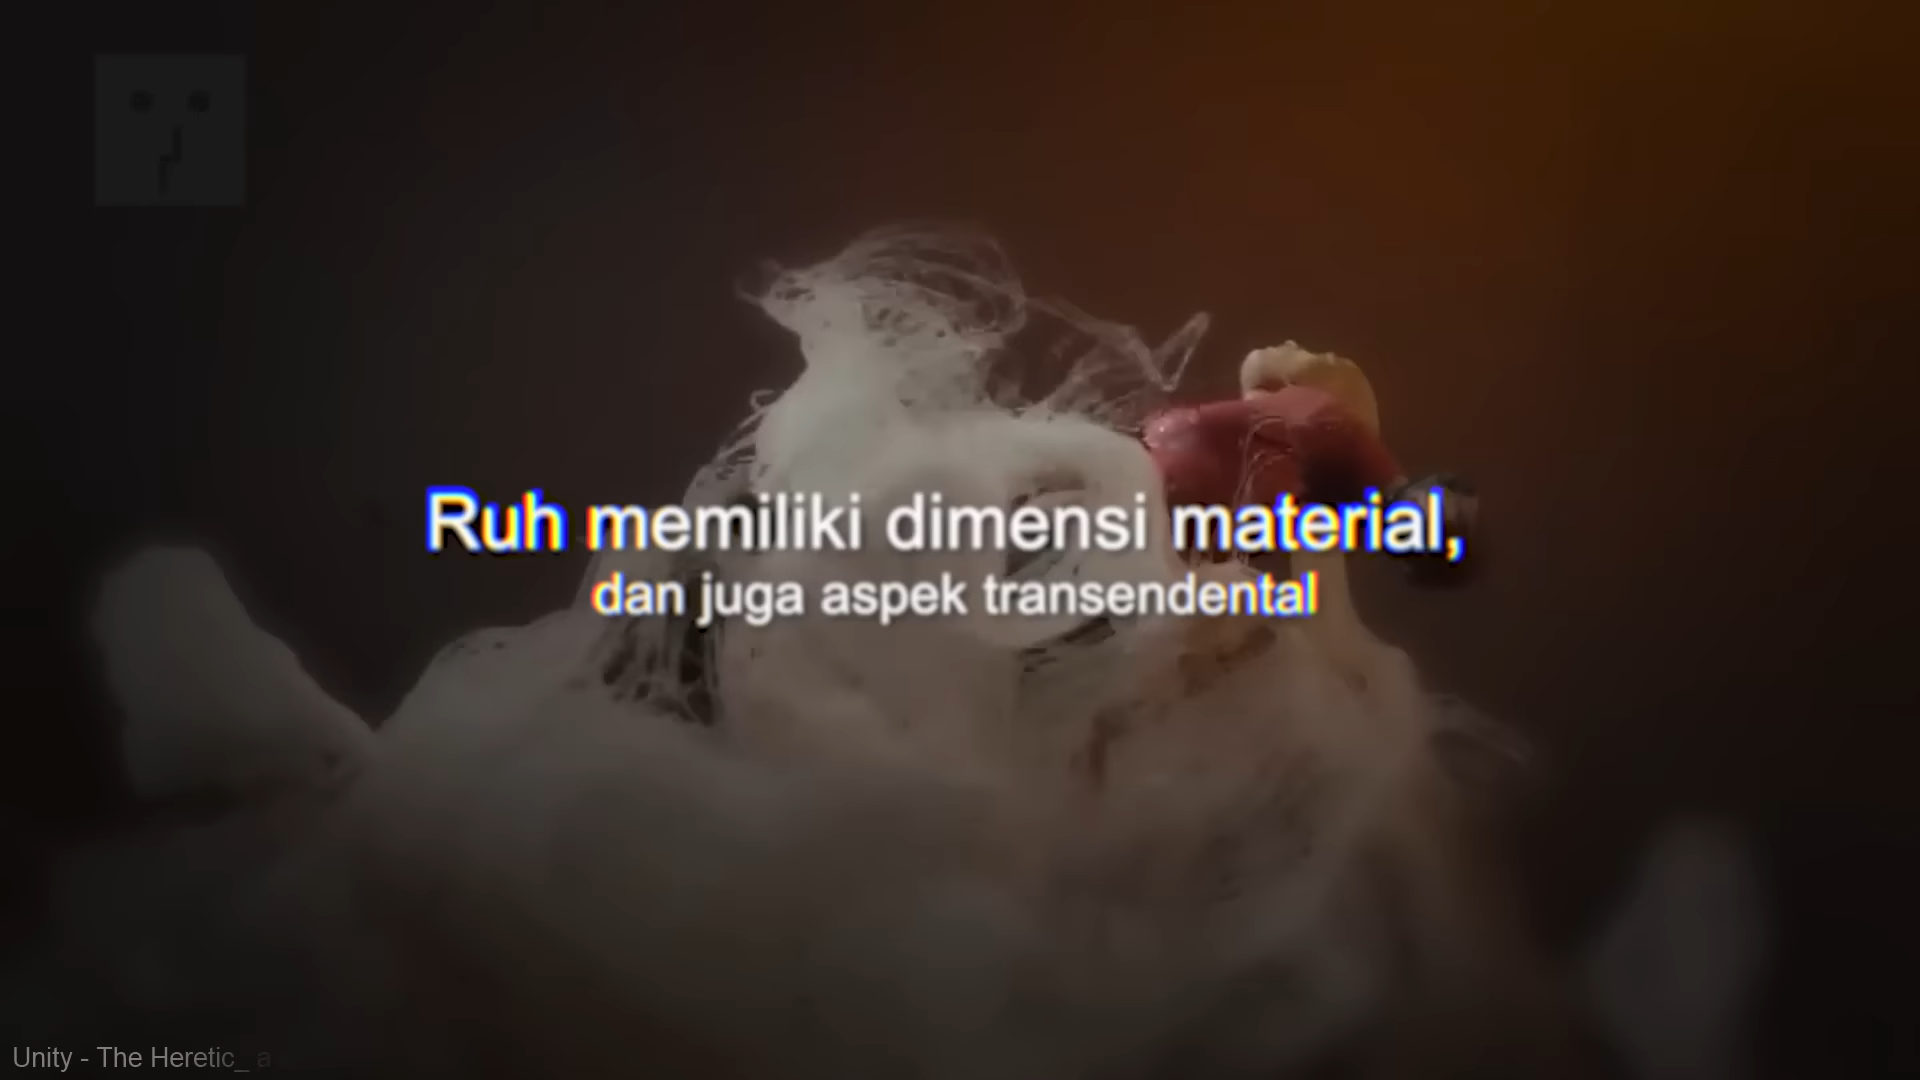 Ruh memiliki dimensi material,
dan juga aspek transendental
Unity - The Heretic_ a